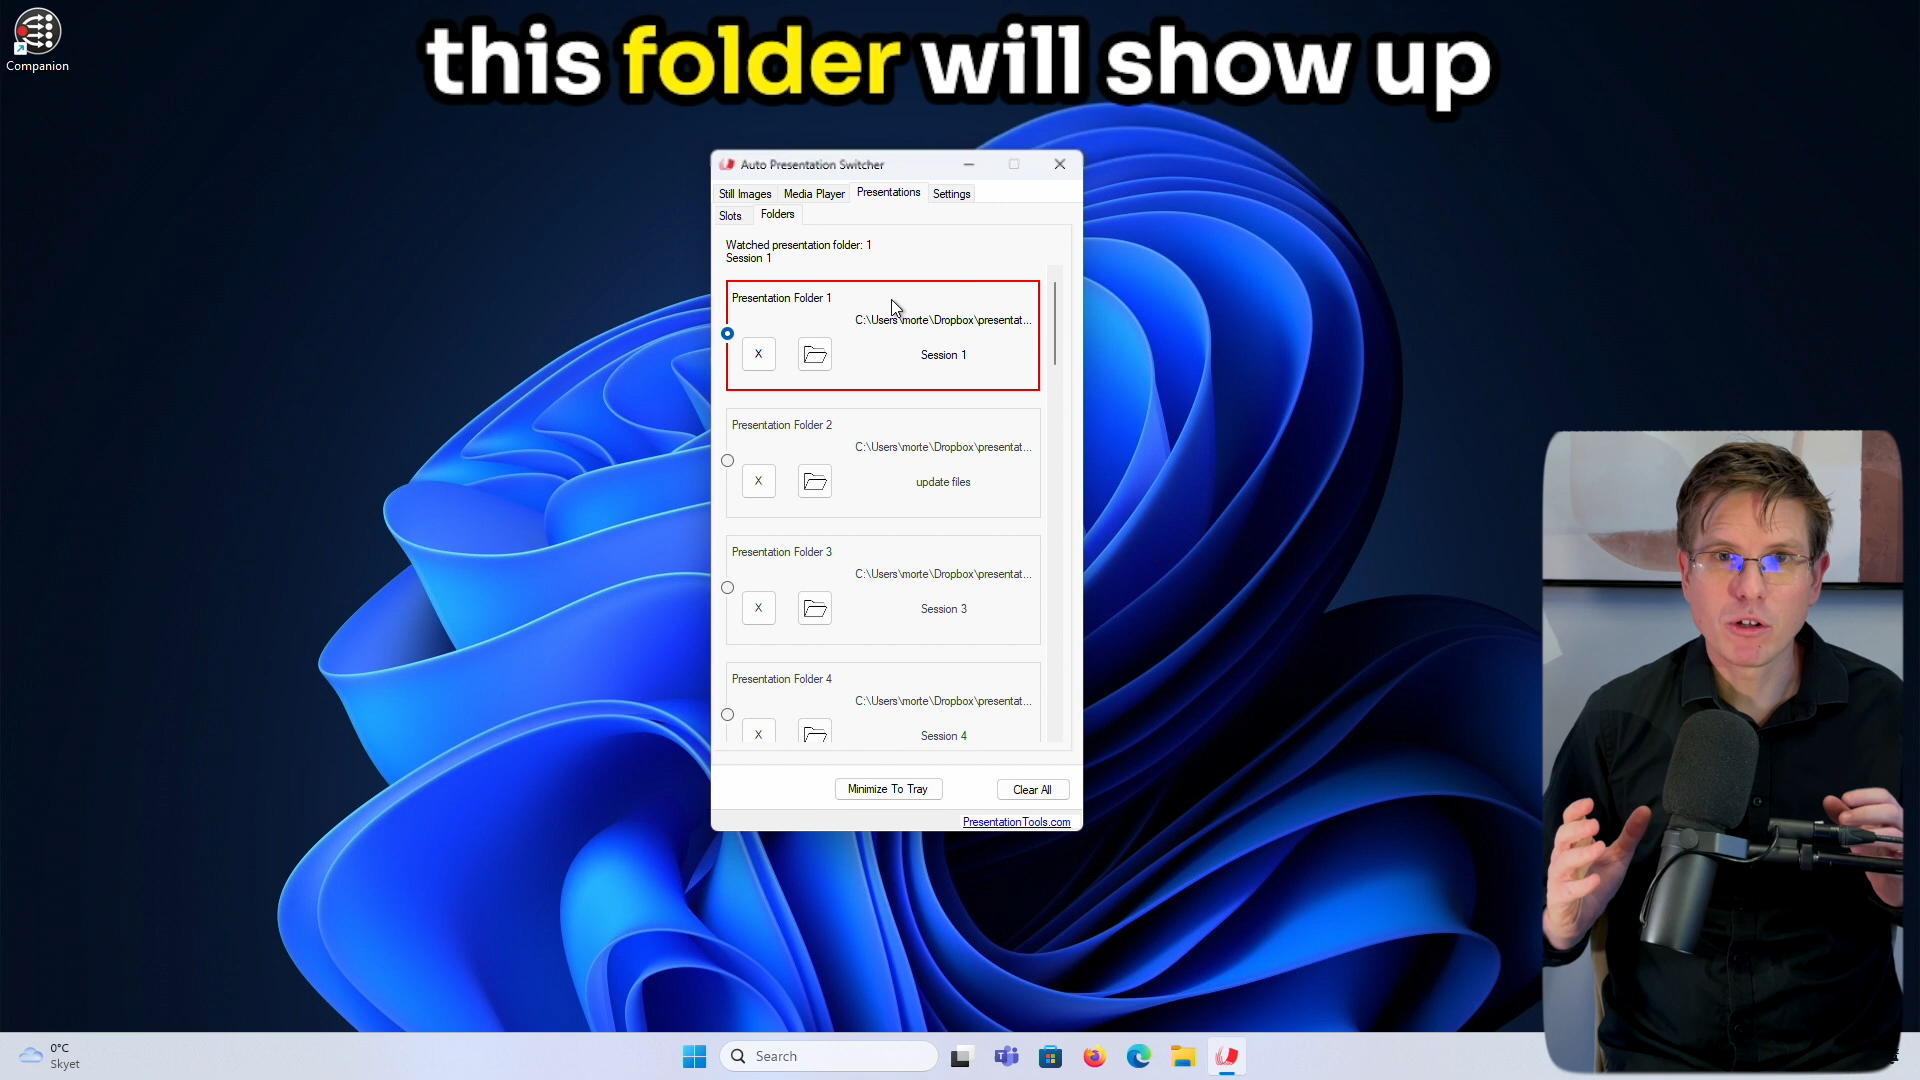 this folder will show up
Companion
Auto Presentation Switcher
Still Images
Media Player
Presentations
Settings
Slots
Folders
Watched presentation folder: 1
Session 1
Presentation Folder 1
C:\Users\morte\Dropbox\presentat...
X
Session 1
Presentation Folder 2
C:\Users\morte\Dropbox\presentat...
X
update files
Presentation Folder 3
C:\Users\morte\Dropbox\presentat...
X
Session 3
Presentation Folder 4
C:\Users\morte\Dropbox\presentat...
X
Session 4
Minimize To Tray
Clear All
PresentationTools.com
0°C
Skyet
Search